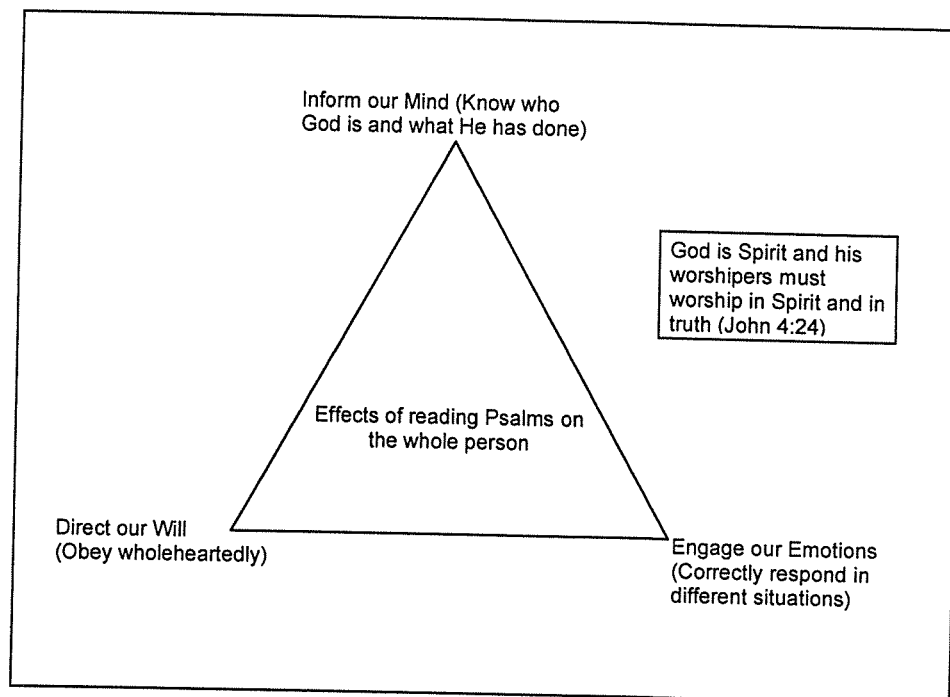 Inform our Mind (Know who
God is and what He has done)
God is Spirit and his
worshipers must
worship in Spirit and in
truth (John 4:24)
Effects of reading Psalms on
the whole person
Direct our Will
(Obey wholeheartedly)
Engage our Emotions
(Correctly respond in
different situations)